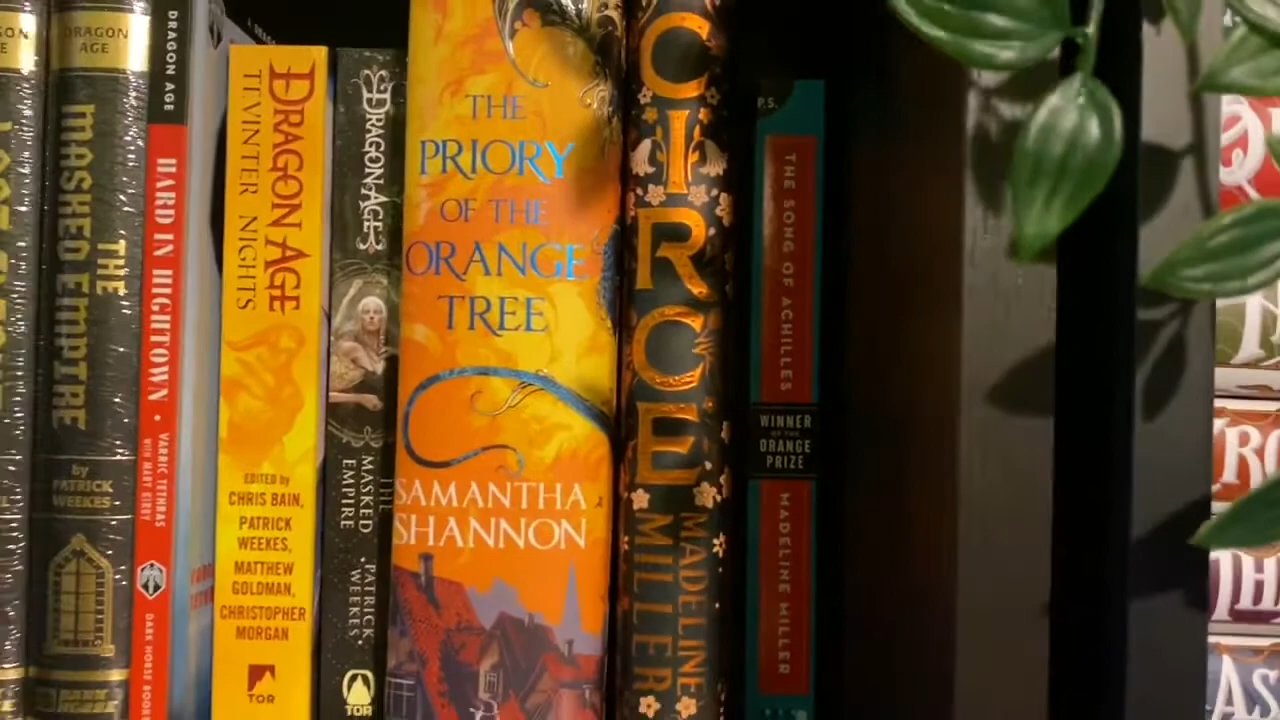 DRAGON
AGE
THE
MASKED EMPIRE
by
PATRICK
WEEKES
DRAGON AGE
HARD IN HIGHTOWN
VARRIC TETHRAS
WITH MARY KIRBY
DARK HORSE BOOKS
DRAGON AGE
TEVINTER NIGHTS
EDITED by
CHRIS BAIN,
PATRICK
WEEKES,
MATTHEW
GOLDMAN,
CHRISTOPHER
MORGAN
TOR
DRAGON AGE
THE
MASKED
EMPIRE
PATRICK
WEEKES
TOR
THE
PRIORY
OF THE
ORANGE
TREE
SAMANTHA
SHANNON
CIRCE
MADELINE
MILLER
P.S.
THE SONG OF ACHILLES
WINNER
OF THE
ORANGE
PRIZE
MADELINE MILLER